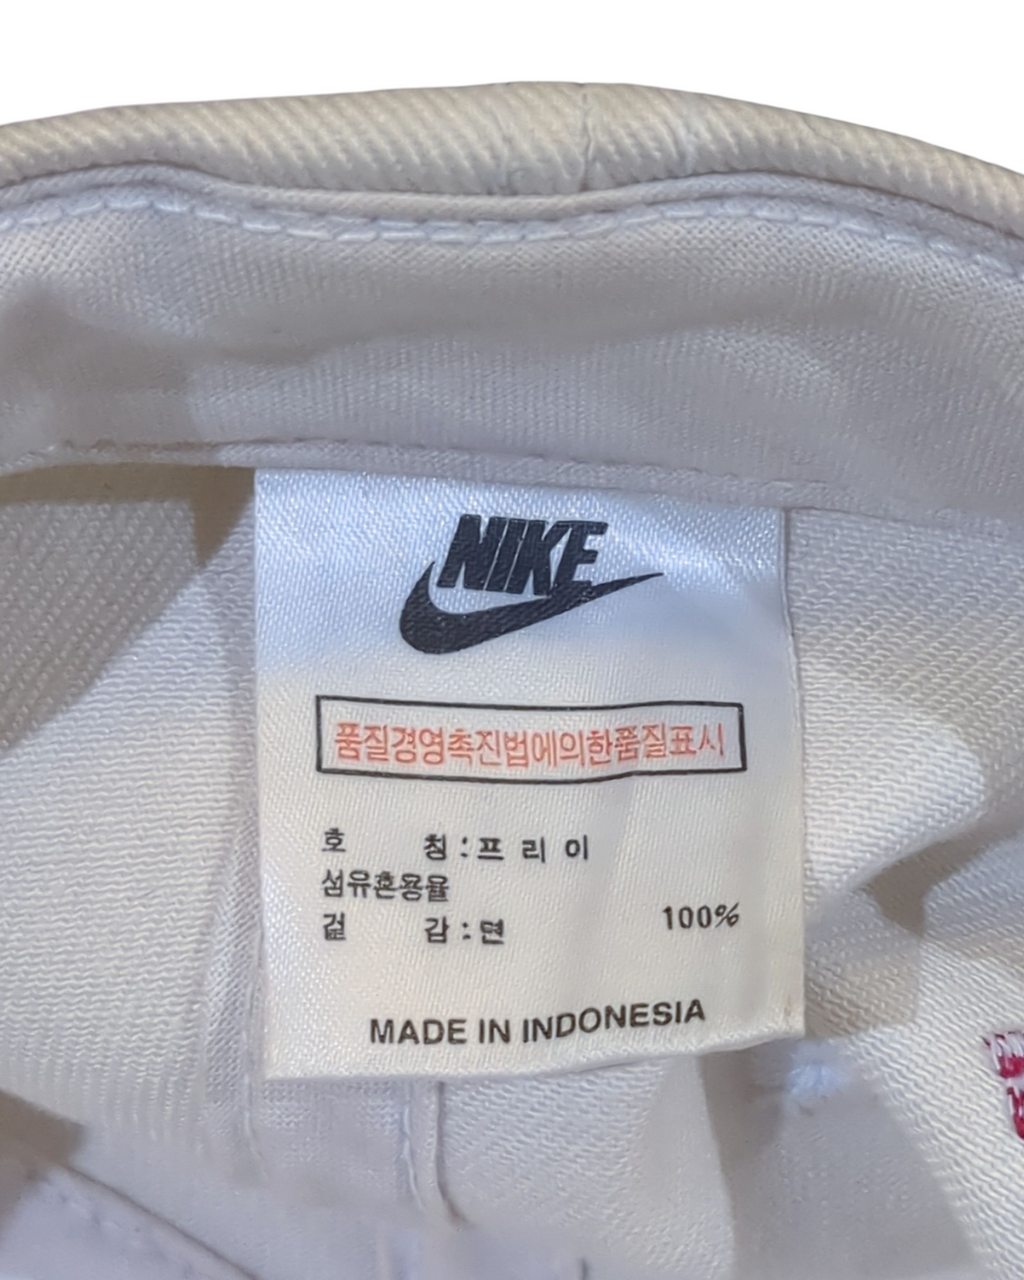 NIKE
품질경영촉진법에의한품질표시
호 칭 : 프 리 이
섬유혼용율
겉 감 : 면 100%
MADE IN INDONESIA